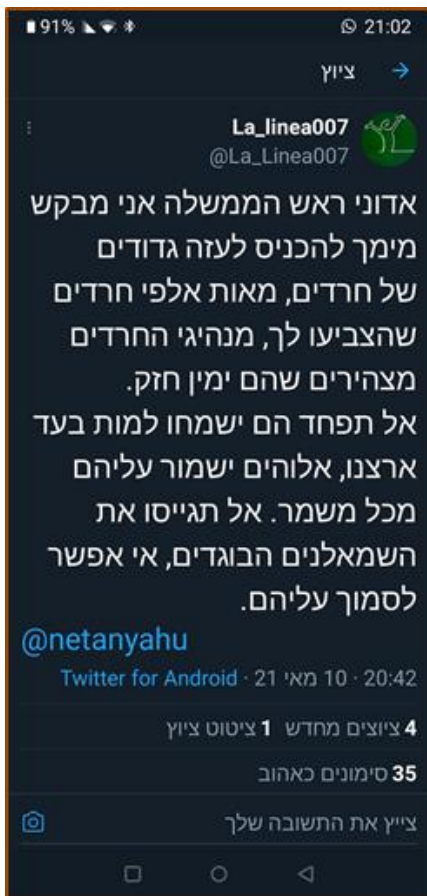 91% 21:02
ציוץ
La_linea007
@La_Linea007
אדוני ראש הממשלה אני מבקש
מימך להכניס לעזה גדודים
של חרדים, מאות אלפי חרדים
שהצביעו לך, מנהיגי החרדים
מצהירים שהם ימין חזק.
אל תפחד הם ישמחו למות בעד
ארצנו, אלוהים ישמור עליהם
מכל משמר. אל תגייסו את
השמאלנים הבוגדים, אי אפשר
לסמוך עליהם.
@netanyahu
20:42 · 10 מאי 21 · Twitter for Android
4 ציוצים מחדש 1 ציטוט ציוץ
35 סימונים כאהוב
צייץ את התשובה שלך